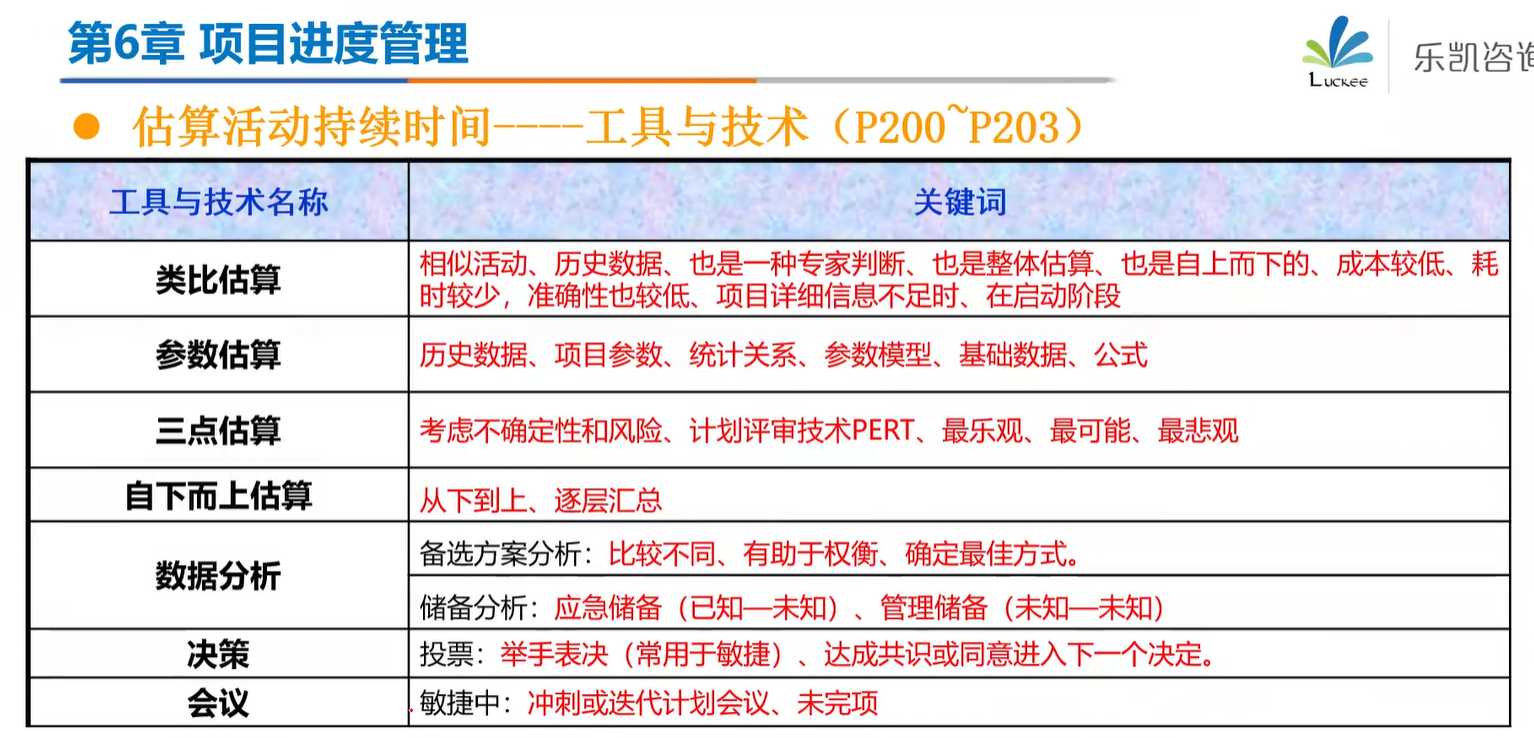 第6章 项目进度管理
Luckee
乐凯咨询
● 估算活动持续时间----工具与技术（P200~P203）
工具与技术名称
关键词
类比估算
相似活动、历史数据、也是一种专家判断、也是整体估算、也是自上而下的、成本较低、耗
时较少，准确性也较低、项目详细信息不足时、在启动阶段
参数估算
历史数据、项目参数、统计关系、参数模型、基础数据、公式
三点估算
考虑不确定性和风险、计划评审技术PERT、最乐观、最可能、最悲观
自下而上估算
从下到上、逐层汇总
数据分析
备选方案分析：比较不同、有助于权衡、确定最佳方式。
储备分析：应急储备（已知—未知）、管理储备（未知—未知）
决策
投票：举手表决（常用于敏捷）、达成共识或同意进入下一个决定。
会议
敏捷中：冲刺或迭代计划会议、未完项